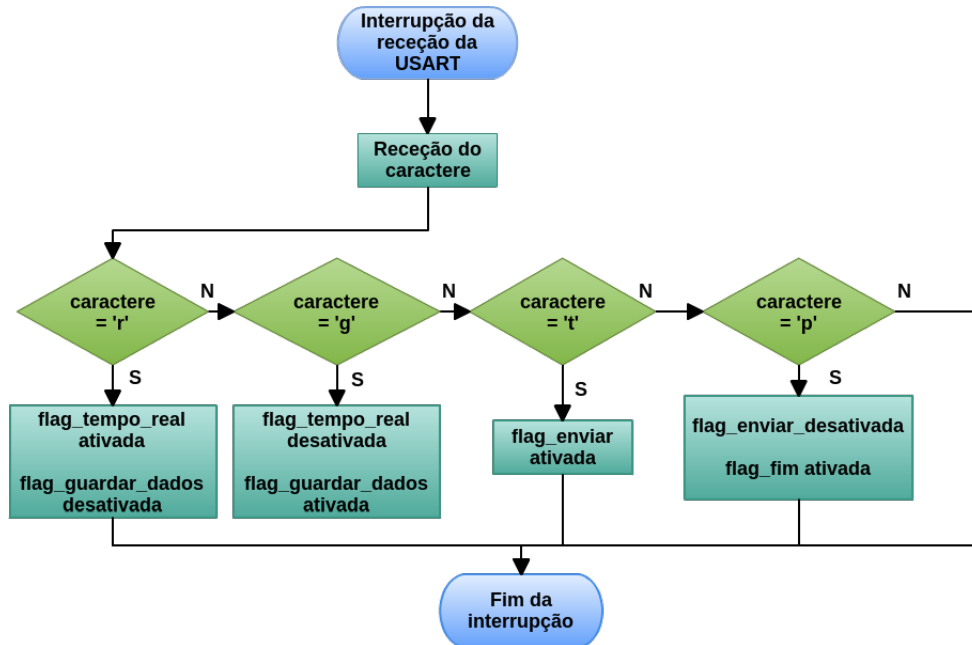 Interrupção da
receção da
USART
Receção do
caractere
caractere
= 'r'
N
caractere
= 'g'
N
caractere
= 't'
N
caractere
= 'p'
N
S
S
S
S
flag_tempo_real
ativada
flag_guardar_dados
desativada
flag_tempo_real
desativada
flag_guardar_dados
ativada
flag_enviar
ativada
flag_enviar_desativada
flag_fim ativada
Fim da
interrupção